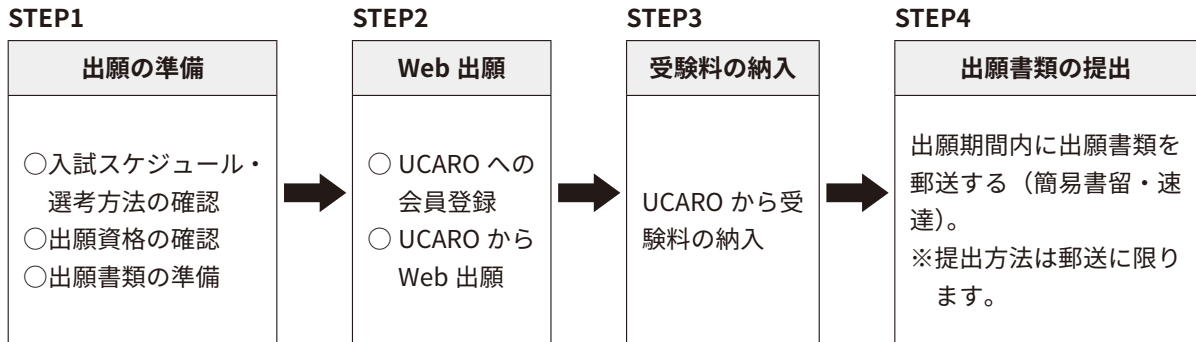 STEP1
出願の準備
○入試スケジュール・
選考方法の確認
○出願資格の確認
○出願書類の準備
STEP2
Web 出願
○ UCARO への
会員登録
○ UCARO から
Web 出願
STEP3
受験料の納入
UCARO から受
験料の納入
STEP4
出願書類の提出
出願期間内に出願書類を
郵送する（簡易書留・速
達）。
※提出方法は郵送に限り
ます。